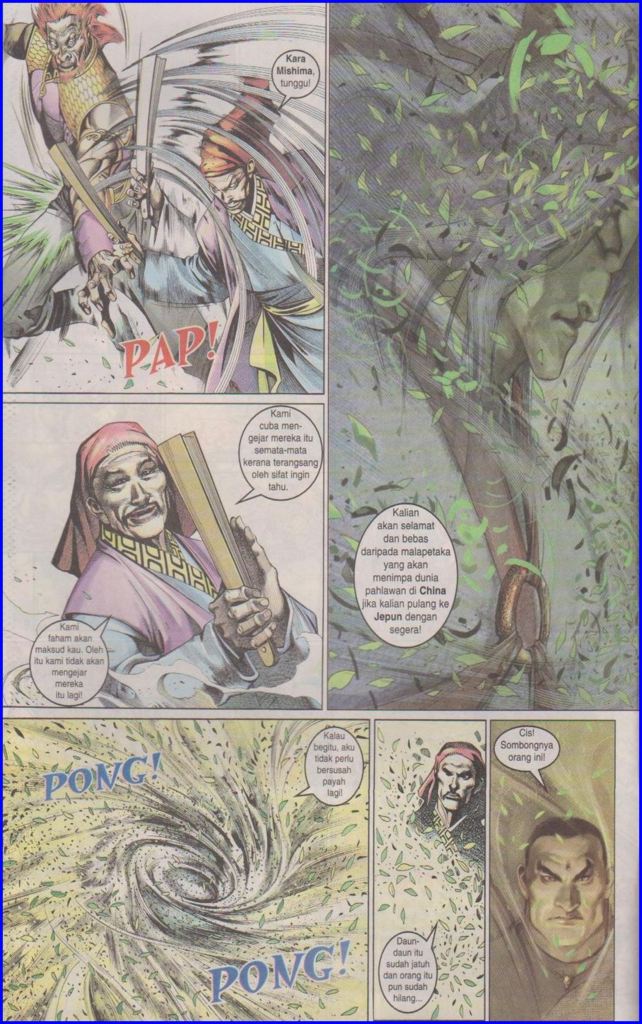 Kara
Mishima,
tunggu!
PAP!
Kalian
akan selamat
dan bebas
daripada malapetaka
yang akan
menimpa dunia
pahlawan di China
jika kalian pulang ke
Jepun dengan
segera!
Kami
cuba men-
gejar mereka itu
semata-mata
kerana terangsang
oleh sifat ingin
tahu.
Kami
faham akan
maksud kau. Oleh
itu kami tidak akan
mengejar
mereka
itu lagi!
PONG!
Kalau
begitu, aku
tidak perlu
bersusah
payah
lagi!
PONG!
Daun-
daun itu
sudah jatuh
dan orang itu
pun sudah
hilang...
Cis!
Sombongnya
orang ini!